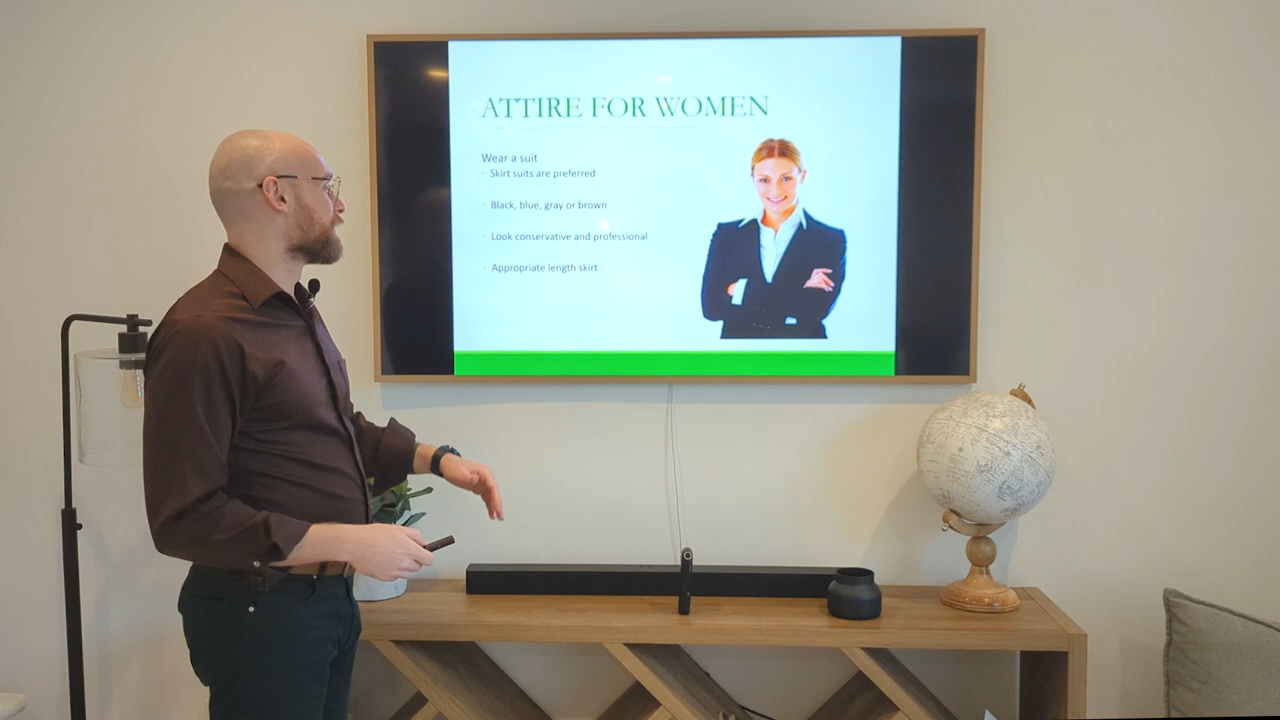 ATTIRE FOR WOMEN
Wear a suit
Skirt suits are preferred
Black, blue, gray or brown
Look conservative and professional
Appropriate length skirt